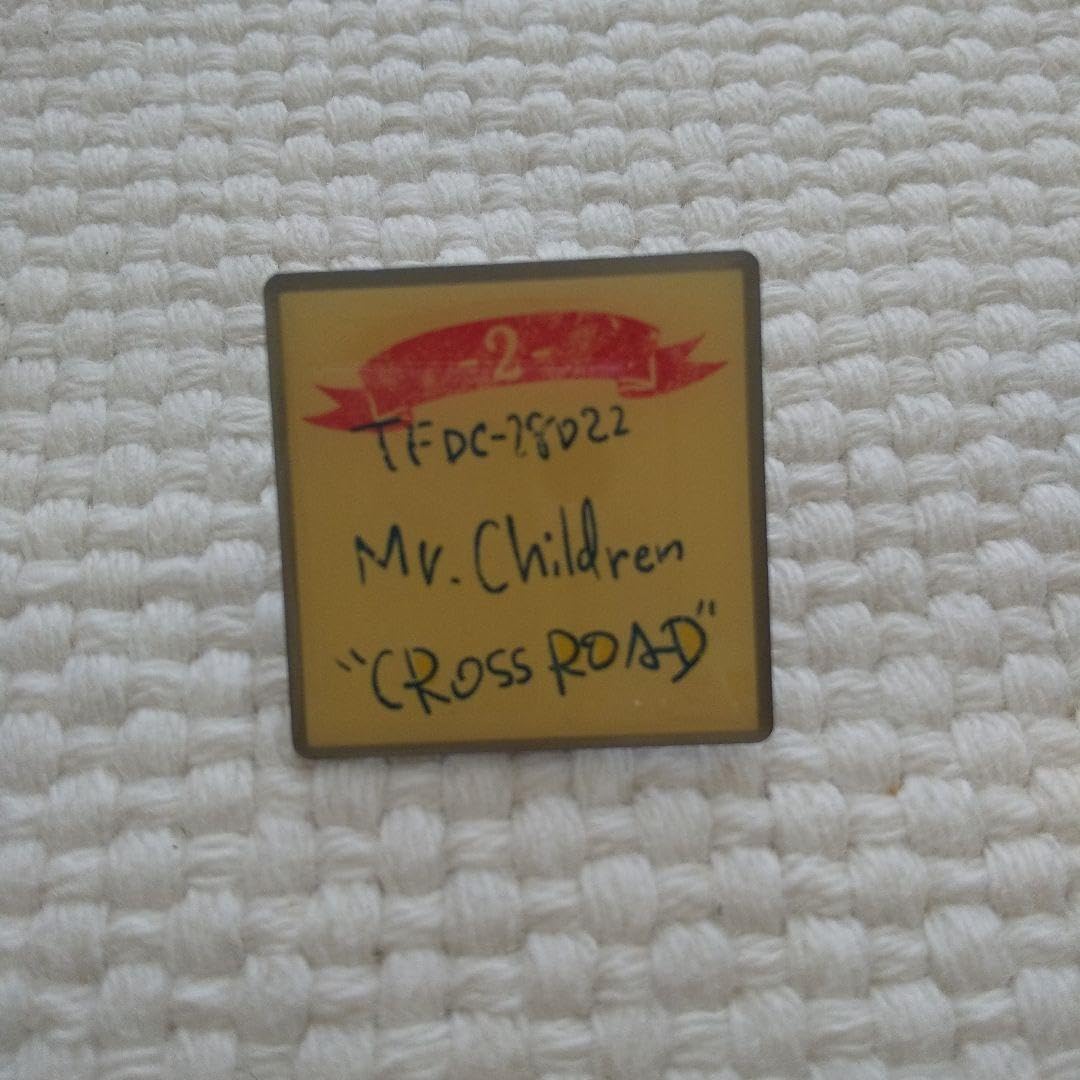 -2-
TFDC-28022
Mr. Children
"CROSS ROAD"